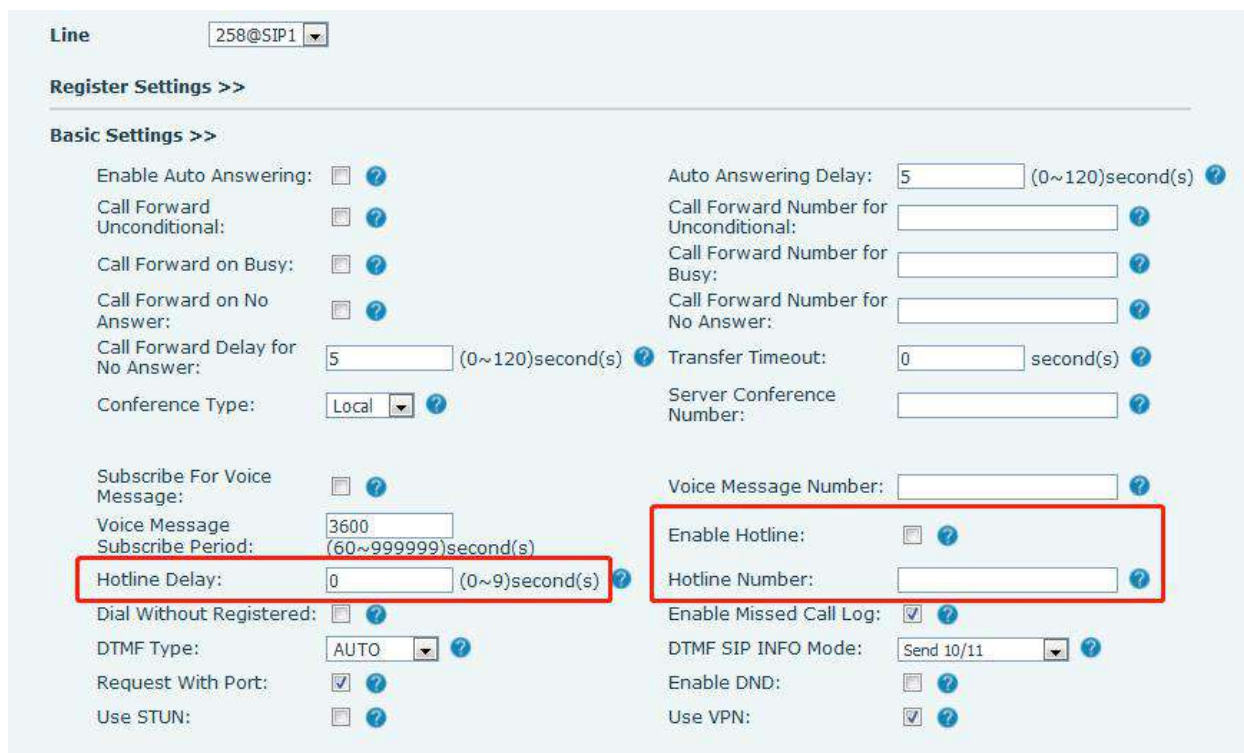 Line 258@SIP1
Register Settings >>
Basic Settings >>
Enable Auto Answering: Auto Answering Delay: 5 (0~120)second(s)
Call Forward Unconditional: Call Forward Number for Unconditional:
Call Forward on Busy: Call Forward Number for Busy:
Call Forward on No Answer: Call Forward Number for No Answer:
Call Forward Delay for No Answer: 5 (0~120)second(s) Transfer Timeout: 0 second(s)
Conference Type: Local Server Conference Number:
Subscribe For Voice Message: Voice Message Number:
Voice Message Subscribe Period: 3600 (60~999999)second(s) Enable Hotline:
Hotline Delay: 0 (0~9)second(s) Hotline Number:
Dial Without Registered: Enable Missed Call Log:
DTMF Type: AUTO DTMF SIP INFO Mode: Send 10/11
Request With Port: Enable DND:
Use STUN: Use VPN: